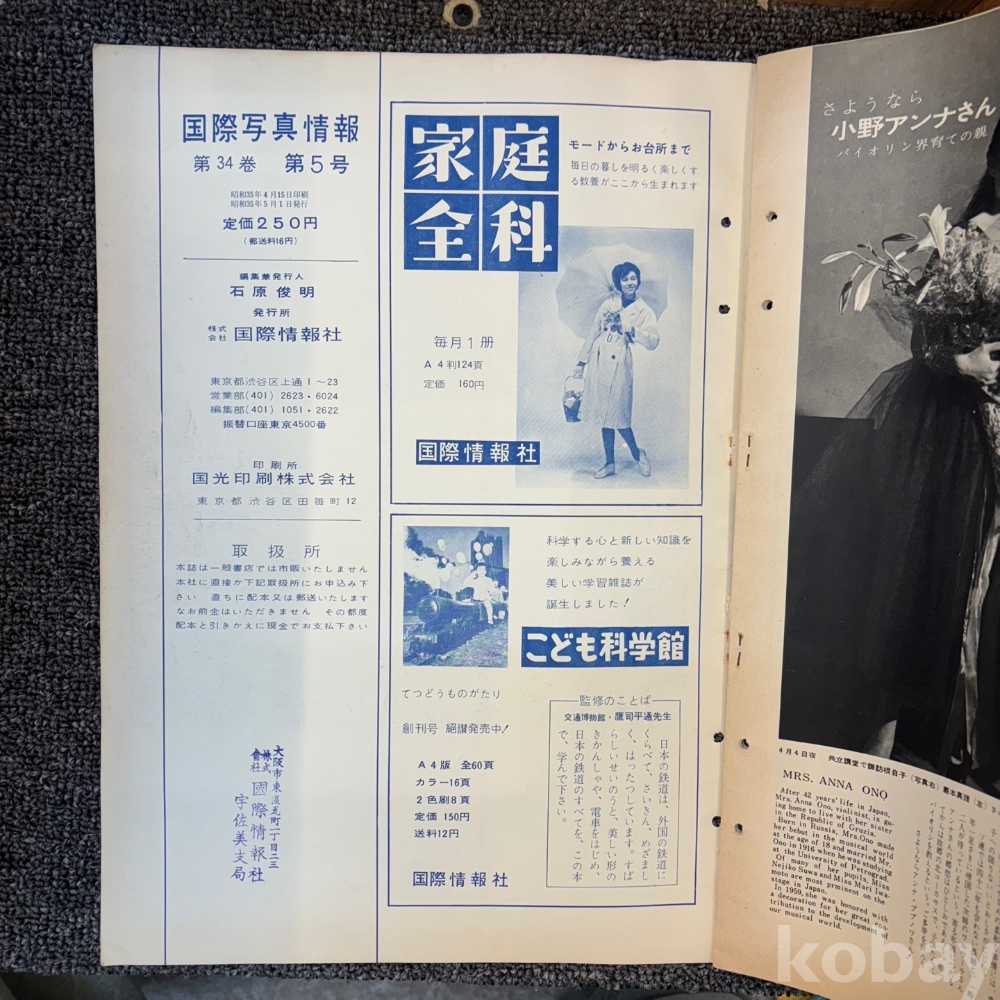 国際写真情報
第34巻 第5号
昭和35年4月15日印刷
昭和35年5月1日発行
定価250円
(郵送料16円)
編集兼発行人
石原俊明
発行所
株式会社 国際情報社
東京都渋谷区上通1～23
営業部(401) 2623・6024
編集部(401) 1051・2622
振替口座東京4500番
印刷所
国光印刷株式会社
東京都渋谷区田毎町12
取扱所
本誌は一般書店では市販いたしません
本社に直接か下記取扱所にお申込み下
さい 直ちに配本又は郵送いたします
なお前金はいただきません その都度
配本と引きかえに現金でお支払下さい
株式會社 國際情報社
宇佐美支局
家庭
全科
モードからお台所まで
毎日の暮しを明るく楽しくす
る教養がここから生まれます
毎月1册
A4判124頁
定価 160円
国際情報社
科学する心と新しい知識を
楽しみながら養える
美しい学習雑誌が
誕生しました!
こども科学館
てつどうものがたり
創刊号 絕讃発売中!
A4版 全60頁
カラー16頁
2色刷8頁
定価 150円
送料12円
国際情報社
監修のことば
交通博物館・鷹司平通先生
日本の鉄道は、外国の鉄道に
くらべて、さいきん、めざまし
く、はったつしています。すば
らしいせいのうと、美しい形の
きかんしゃや、電車をはじめ、
日本の鉄道のすべてを、この本
で、学んで下さい。
さようなら
小野アンナさん
バイオリン界育ての親
4月4日夜 共立講堂で諏訪根自子(写真右)
MRS. ANNA ONO
After 42 years' life in Japan,
Mrs. Anna Ono, violinist, is go-
ing home to live with her sister
in the Republic of Gruzia.
Born in Russia, Mrs. Ono made
her debut in the musical world
at the age of 18 and married Mr.
Ono in 1916 when he was studying
at the University of Petrograd.
Of many of her pupils, Miss
Nejiko Suwa and Miss Mari Iwa-
moto are most prminent on the
stage in Japan.
In 1959, she was honored with
a decoration for her great con-
tribution to the development of
our musical world.
kobay